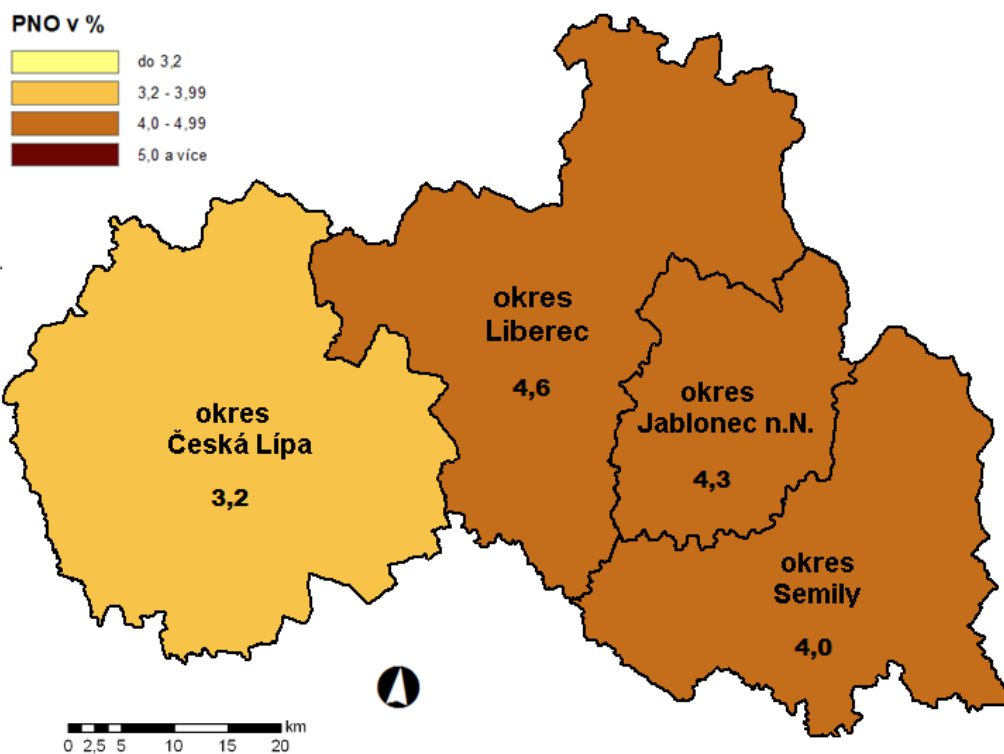 PNO v %
do 3,2
3,2 - 3,99
4,0 - 4,99
5,0 a více
okres
Liberec
4,6
okres
Jablonec n.N.
4,3
okres
Česká Lípa
3,2
okres
Semily
4,0
km
0 2,5 5 10 15 20